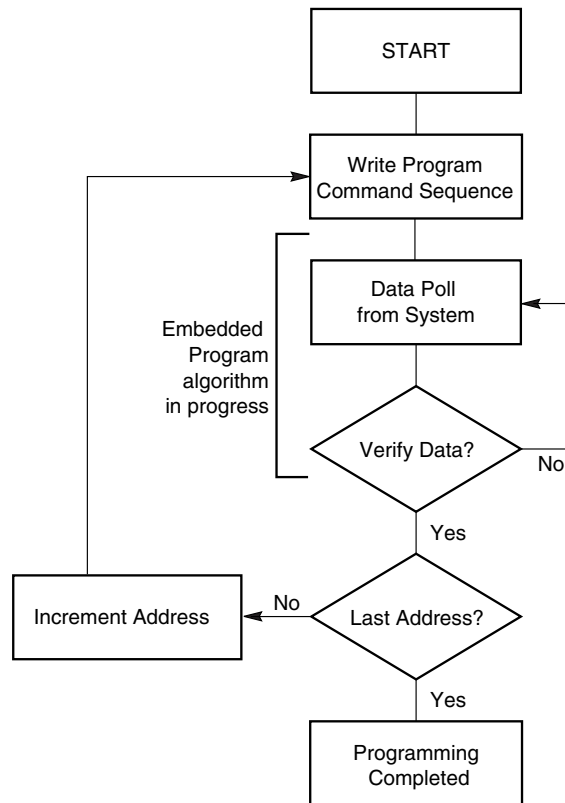 START
Write Program
Command Sequence
Data Poll
from System
Embedded
Program
algorithm
in progress
Verify Data?
No
Yes
Increment Address
No
Last Address?
Yes
Programming
Completed